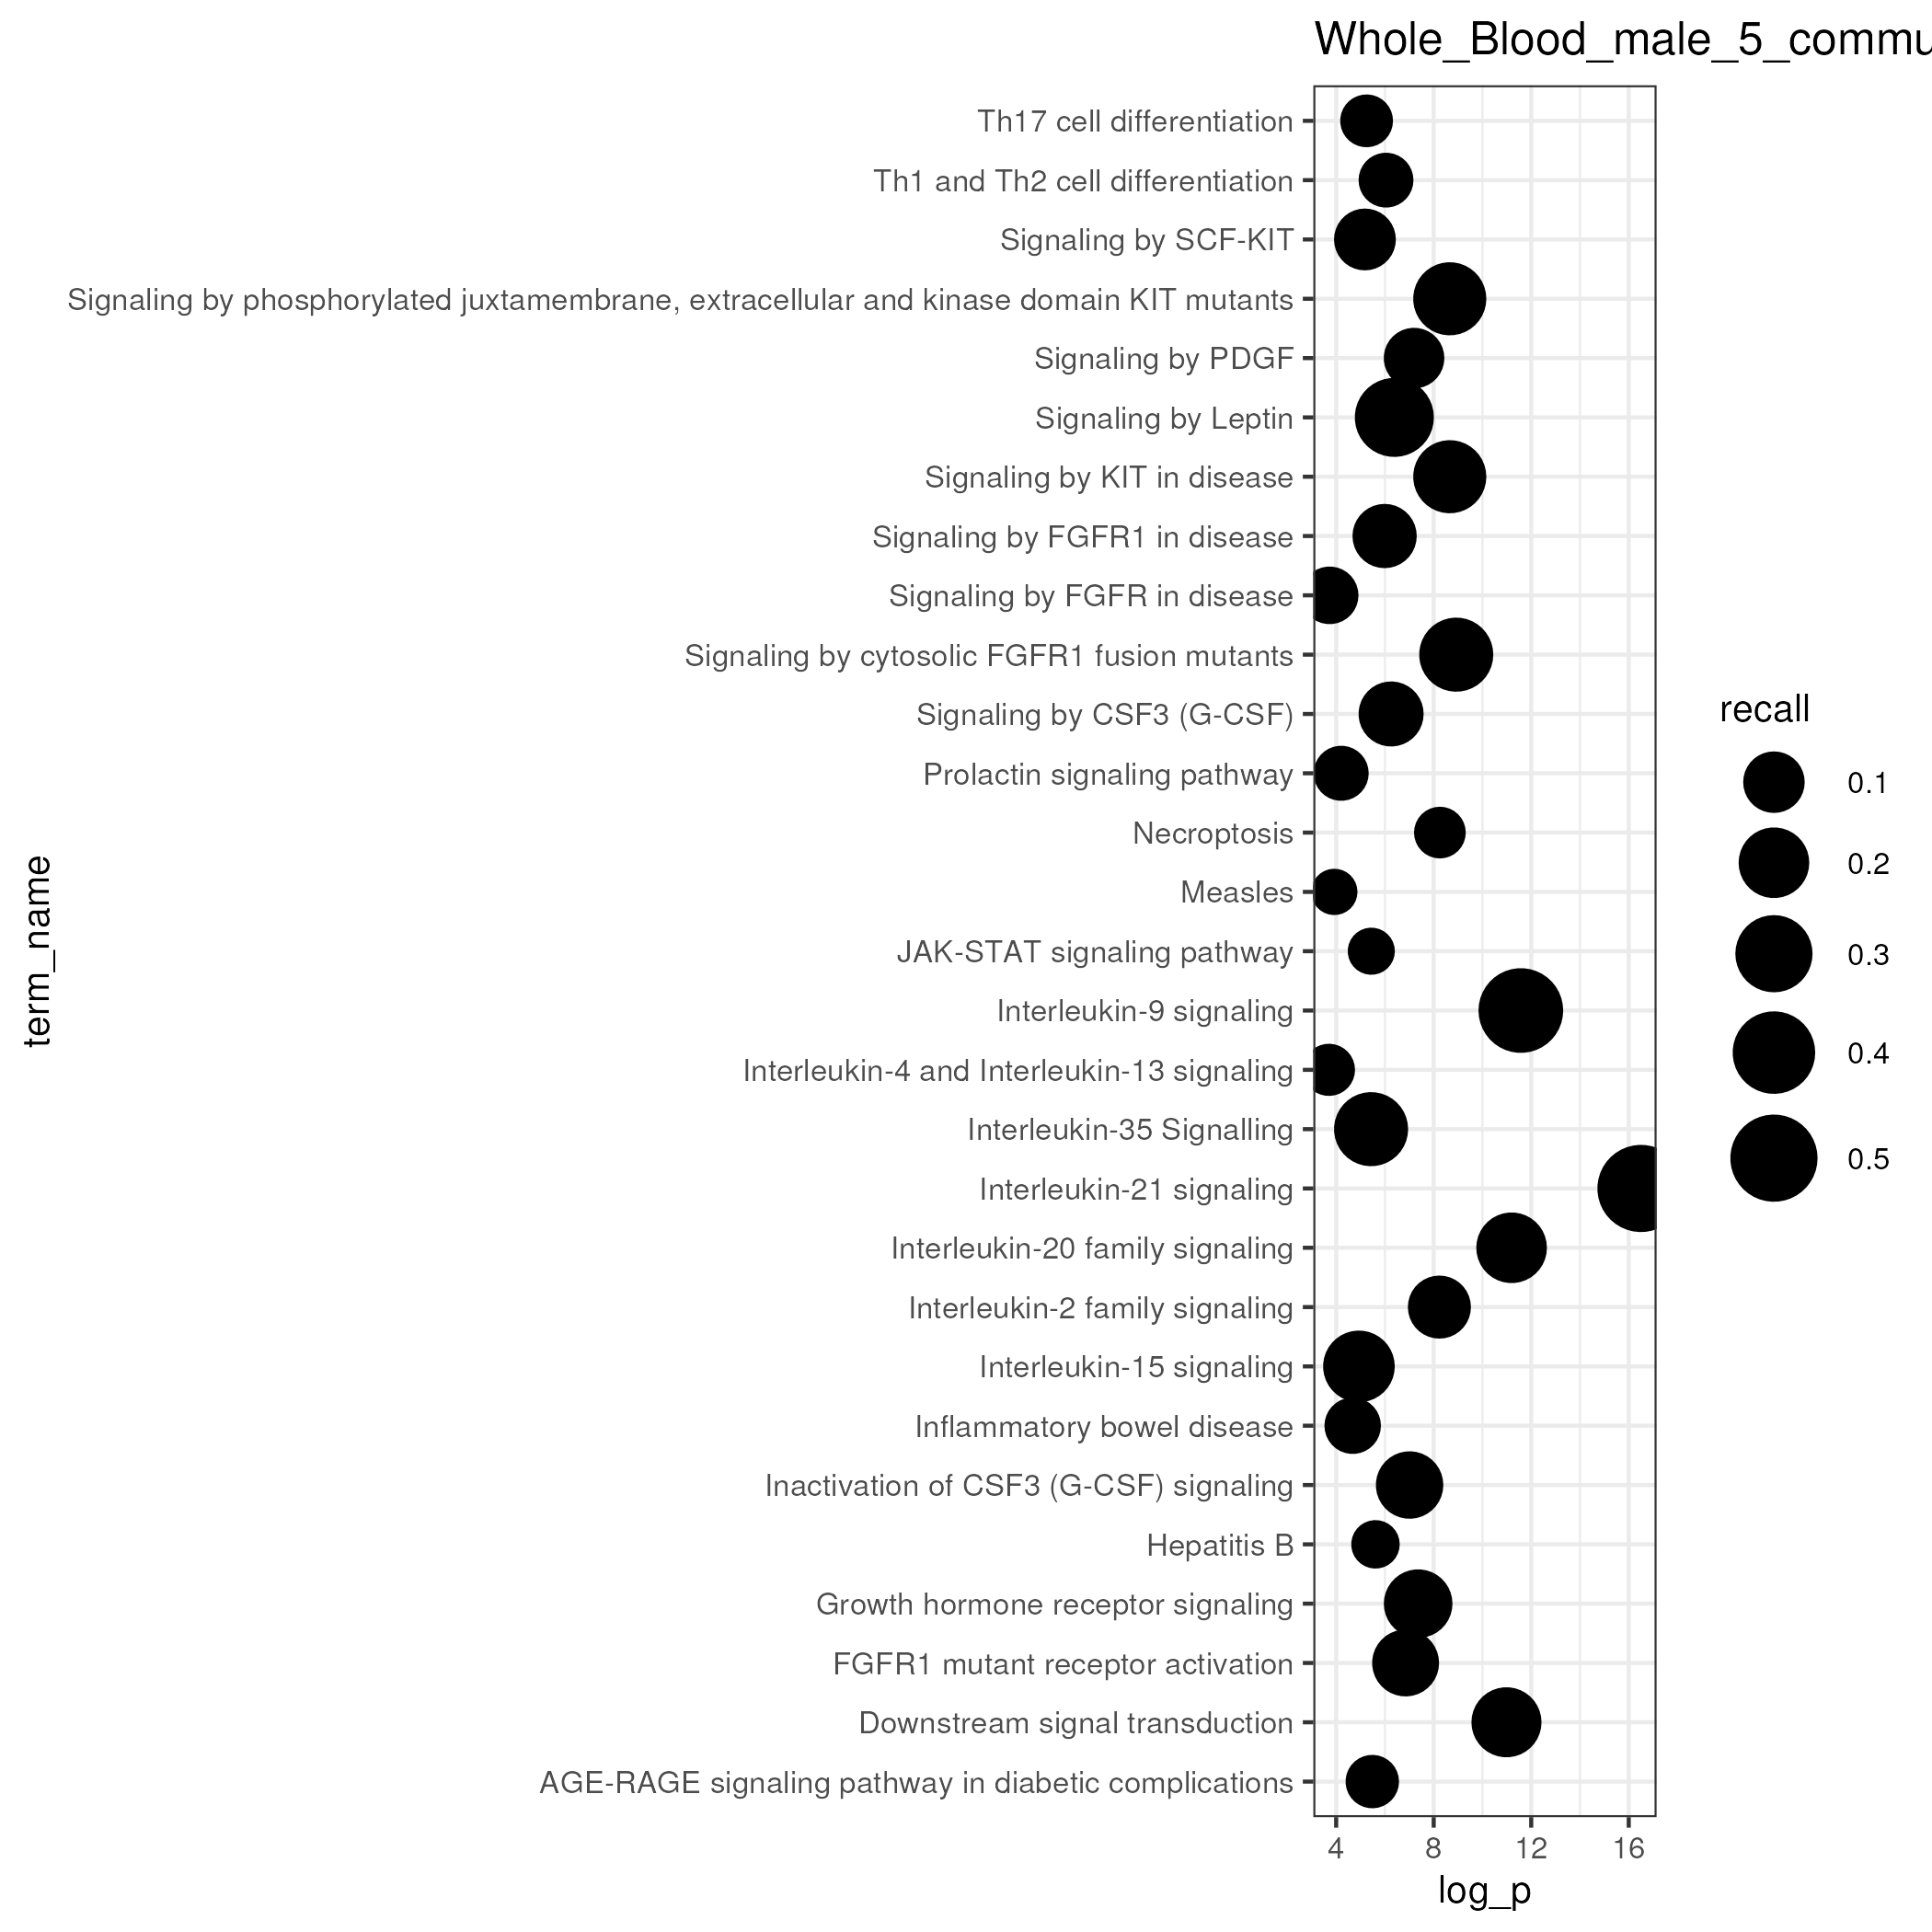 Whole_Blood_male_5_commu
Th17 cell differentiation
Th1 and Th2 cell differentiation
Signaling by SCF-KIT
Signaling by phosphorylated juxtamembrane, extracellular and kinase domain KIT mutants
Signaling by PDGF
Signaling by Leptin
Signaling by KIT in disease
Signaling by FGFR1 in disease
Signaling by FGFR in disease
Signaling by cytosolic FGFR1 fusion mutants
Signaling by CSF3 (G-CSF)
Prolactin signaling pathway
Necroptosis
Measles
JAK-STAT signaling pathway
Interleukin-9 signaling
Interleukin-4 and Interleukin-13 signaling
Interleukin-35 Signalling
Interleukin-21 signaling
Interleukin-20 family signaling
Interleukin-2 family signaling
Interleukin-15 signaling
Inflammatory bowel disease
Inactivation of CSF3 (G-CSF) signaling
Hepatitis B
Growth hormone receptor signaling
FGFR1 mutant receptor activation
Downstream signal transduction
AGE-RAGE signaling pathway in diabetic complications
term_name
4 8 12 16
log_p
recall
0.1
0.2
0.3
0.4
0.5